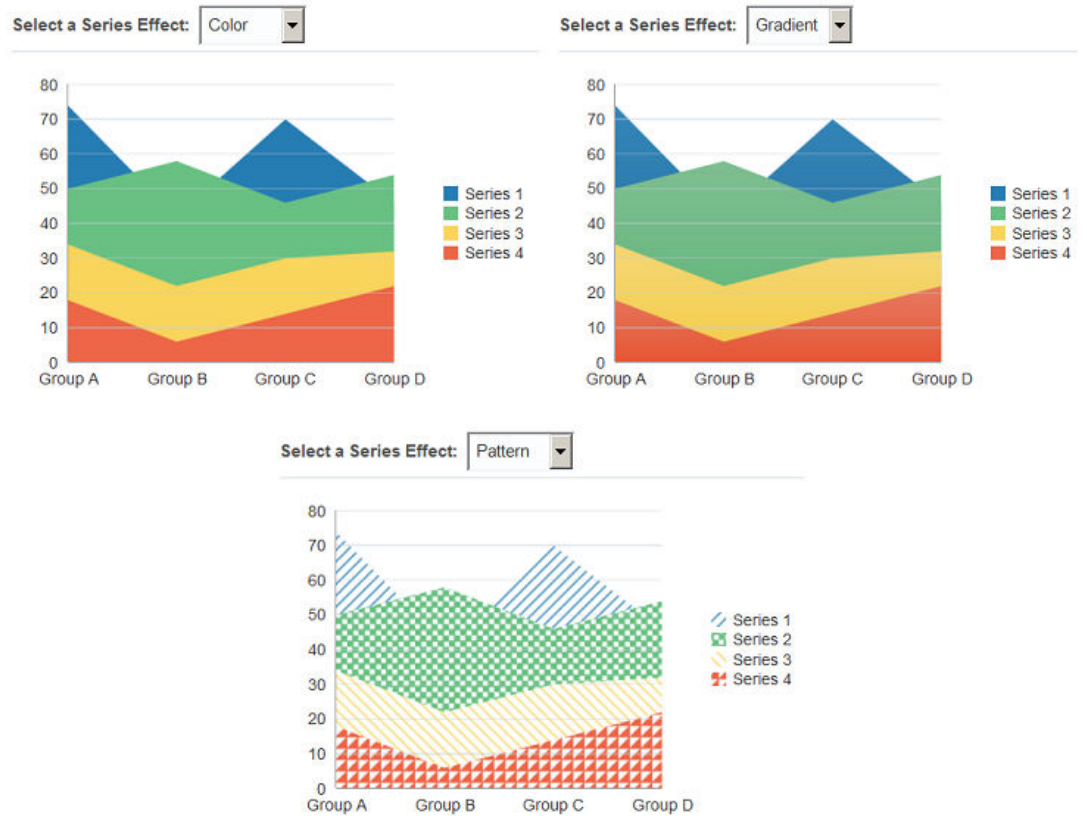 Select a Series Effect: Color
80
70
60
50
40
30
20
10
0
Group A Group B Group C Group D
Series 1
Series 2
Series 3
Series 4
Select a Series Effect: Gradient
80
70
60
50
40
30
20
10
0
Group A Group B Group C Group D
Series 1
Series 2
Series 3
Series 4
Select a Series Effect: Pattern
80
70
60
50
40
30
20
10
0
Group A Group B Group C Group D
Series 1
Series 2
Series 3
Series 4